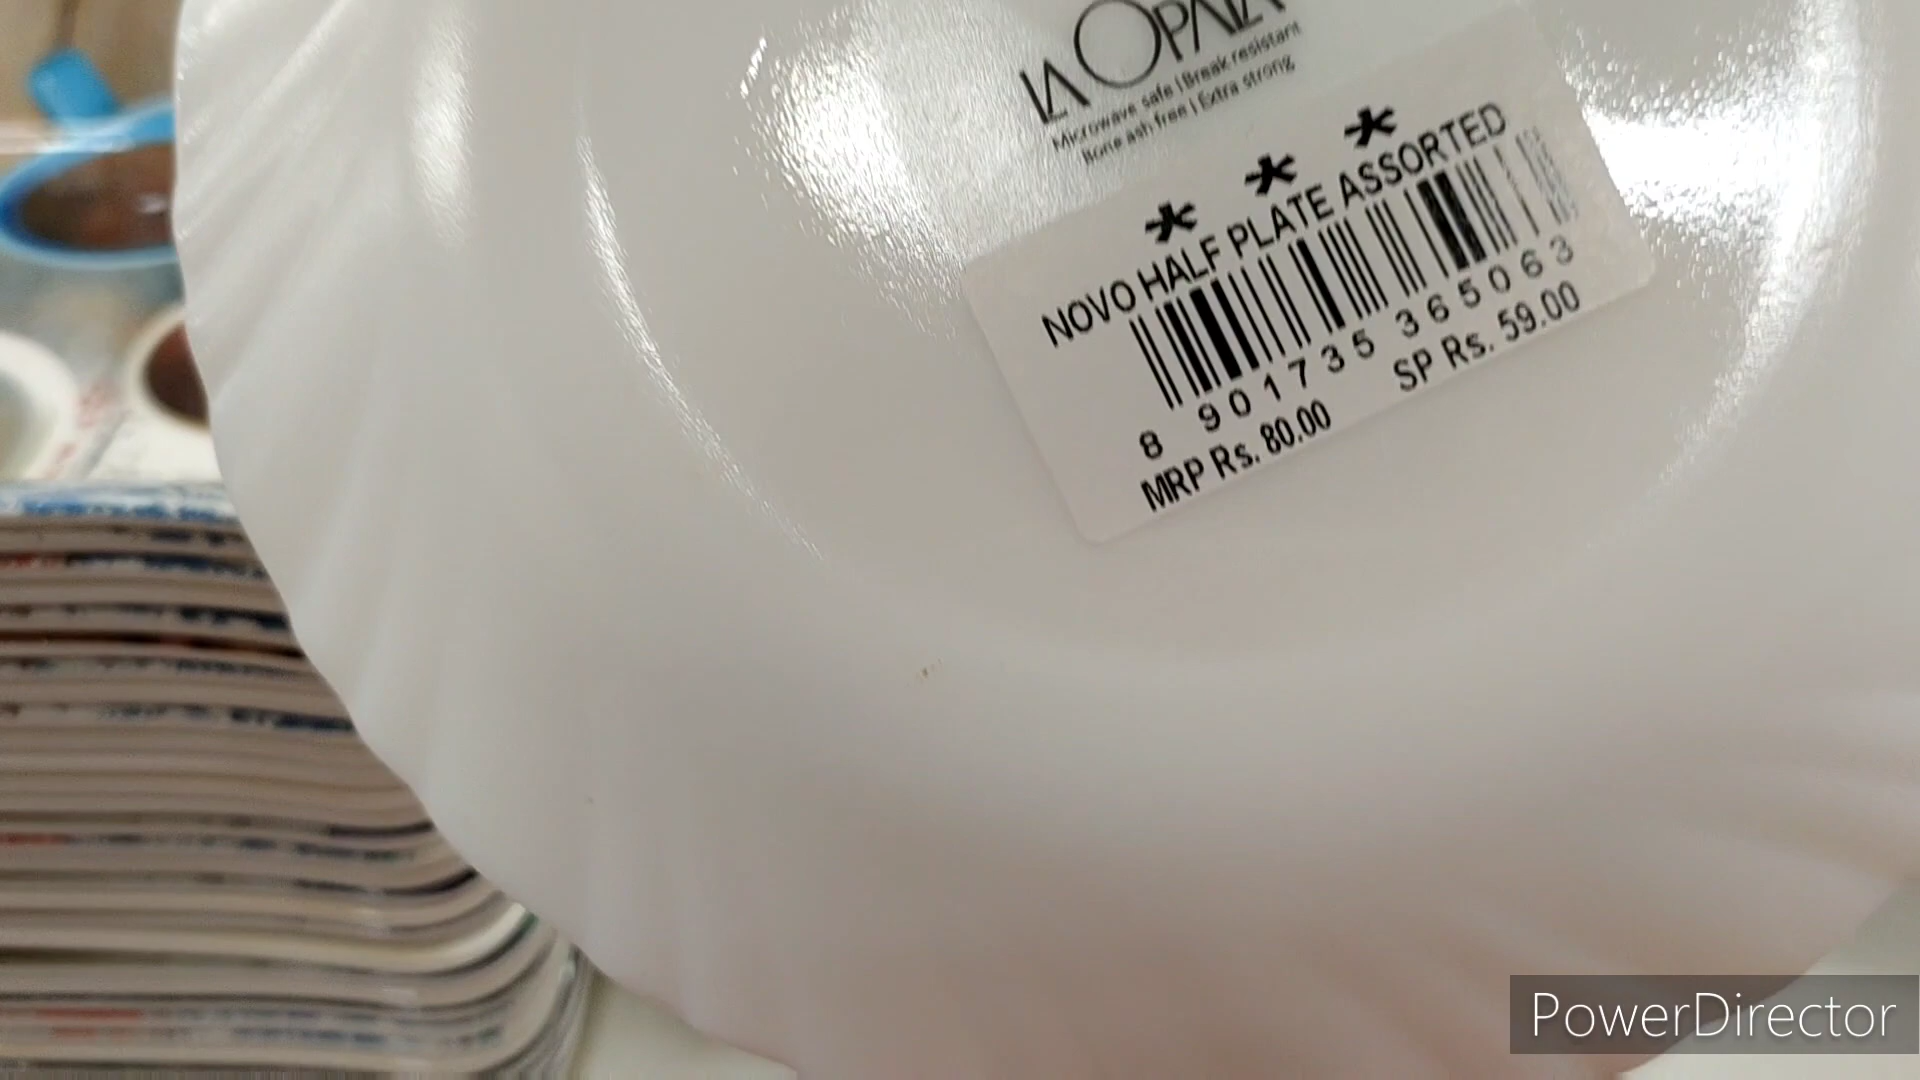 LA OPALA
Microwave safe | Break resistant
Bone ash free | Extra strong
* * *
NOVO HALF PLATE ASSORTED
8 901735 365063
MRP Rs. 80.00 SP Rs. 59.00
PowerDirector